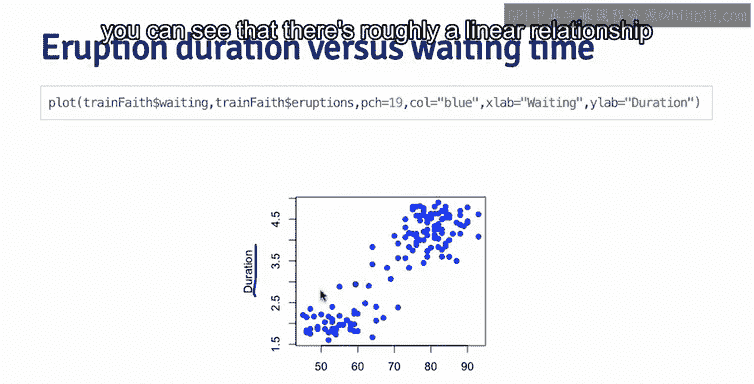 you can see that there's roughly a linear relationship
Eruption duration versus waiting time
plot(trainFaith$waiting,trainFaith$eruptions,pch=19,col="blue",xlab="Waiting",ylab="Duration")
4.5
3.5
Duration
2.5
1.5
50 60 70 80 90